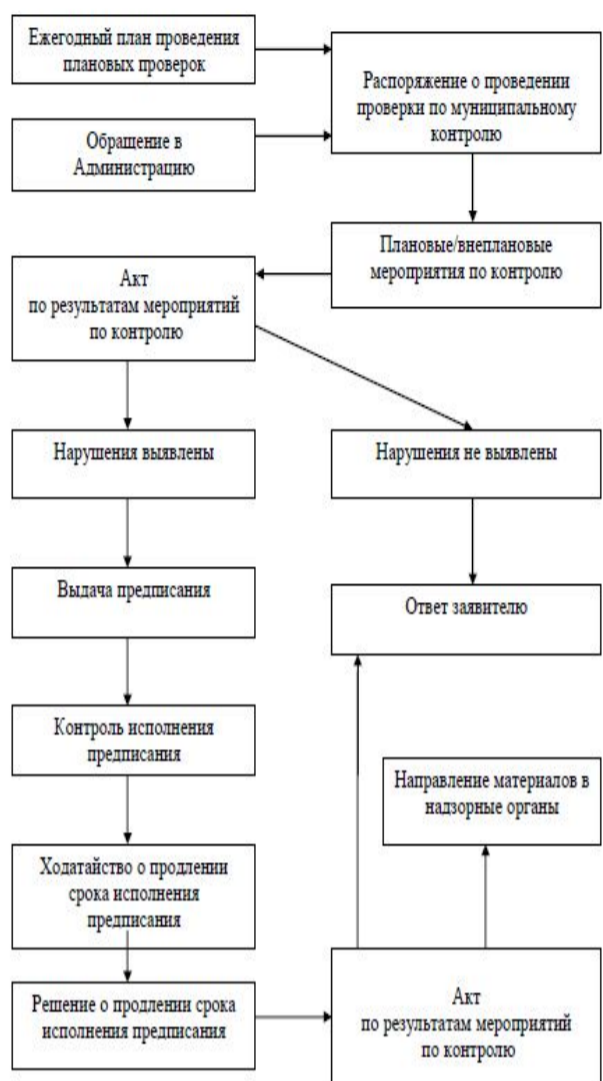 Ежегодный план проведения
плановых проверок
Распоряжение о проведении
проверки по муниципальному
контролю
Обращение в
Администрацию
Плановые/внеплановые
мероприятия по контролю
Акт
по результатам мероприятий
по контролю
Нарушения выявлены
Нарушения не выявлены
Выдача предписания
Ответ заявителю
Контроль исполнения
предписания
Направление материалов в
надзорные органы
Ходатайство о продлении
срока исполнения
предписания
Решение о продлении срока
исполнения предписания
Акт
по результатам мероприятий
по контролю